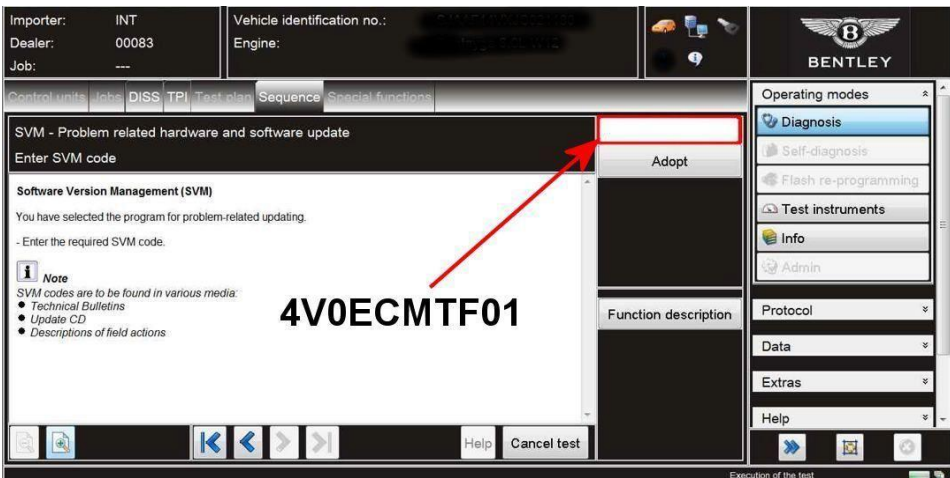 Importer: INT
Dealer: 00083
Job: ---
Vehicle identification no.:
Engine:
BENTLEY
Control units Jobs DISS TPI Test plan Sequence Special functions
SVM - Problem related hardware and software update
Enter SVM code
Adopt
Software Version Management (SVM)
You have selected the program for problem-related updating.
- Enter the required SVM code.
i Note
SVM codes are to be found in various media:
• Technical Bulletins
• Update CD
• Descriptions of field actions
4V0ECMTF01
Function description
Help Cancel test
Operating modes
Diagnosis
Self-diagnosis
Flash re-programming
Test instruments
Info
Admin
Protocol
Data
Extras
Help
Execution of the test